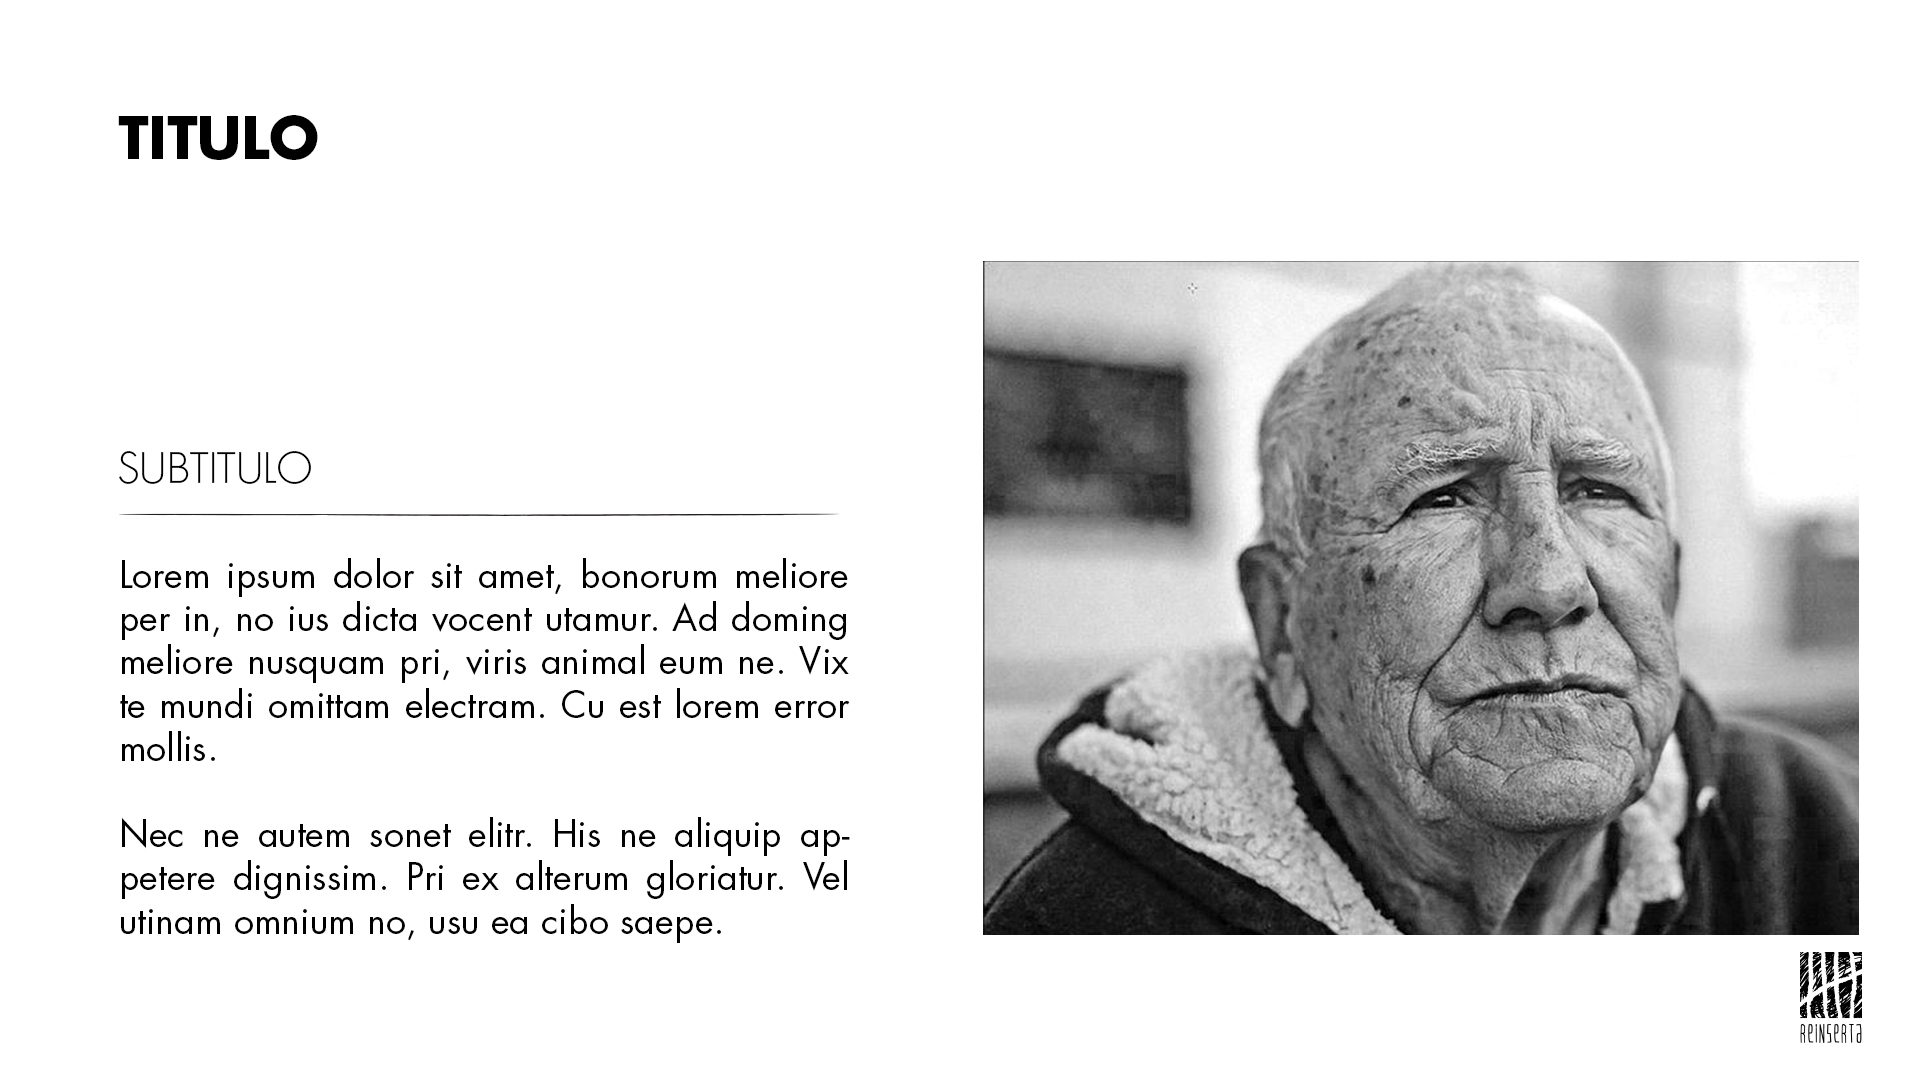 TITULO
SUBTITULO
Lorem ipsum dolor sit amet, bonorum meliore
per in, no ius dicta vocent utamur. Ad doming
meliore nusquam pri, viris animal eum ne. Vix
te mundi omittam electram. Cu est lorem error
mollis.
Nec ne autem sonet elitr. His ne aliquip ap-
petere dignissim. Pri ex alterum gloriatur. Vel
utinam omnium no, usu ea cibo saepe.
REINSERTA